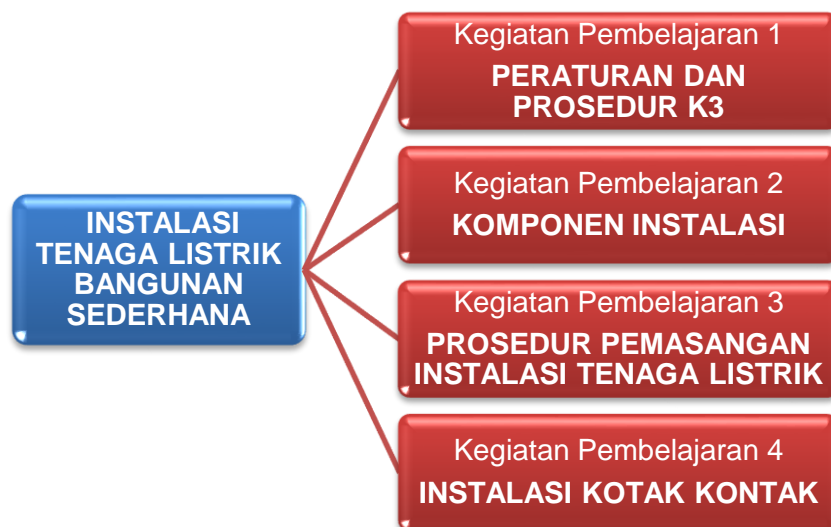 INSTALASI
TENAGA LISTRIK
BANGUNAN
SEDERHANA
Kegiatan Pembelajaran 1
PERATURAN DAN
PROSEDUR K3
Kegiatan Pembelajaran 2
KOMPONEN INSTALASI
Kegiatan Pembelajaran 3
PROSEDUR PEMASANGAN
INSTALASI TENAGA LISTRIK
Kegiatan Pembelajaran 4
INSTALASI KOTAK KONTAK